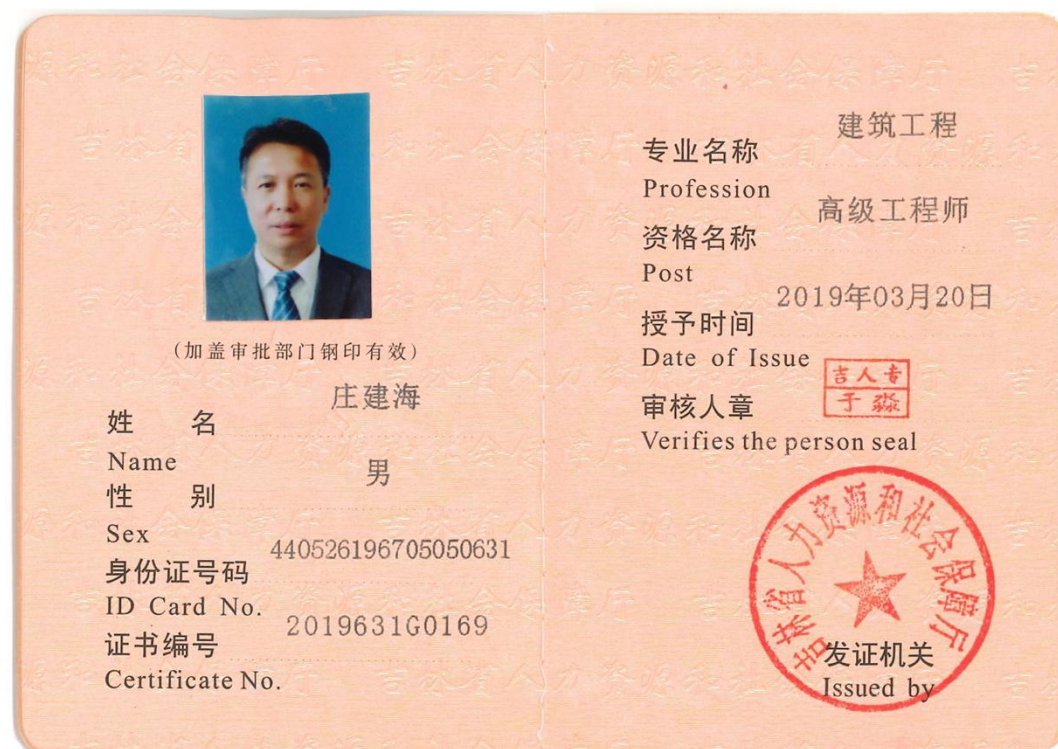 (加盖审批部门钢印有效)
庄建海
姓 名
Name
男
性 别
Sex
440526196705050631
身份证号码
ID Card No.
2019631G0169
证书编号
Certificate No.
建筑工程
专业名称
Profession
高级工程师
资格名称
Post
2019年03月20日
授予时间
Date of Issue
吉人专
于淼
审核人章
Verifies the person seal
吉林省人力资源和社会保障厅
发证机关
Issued by